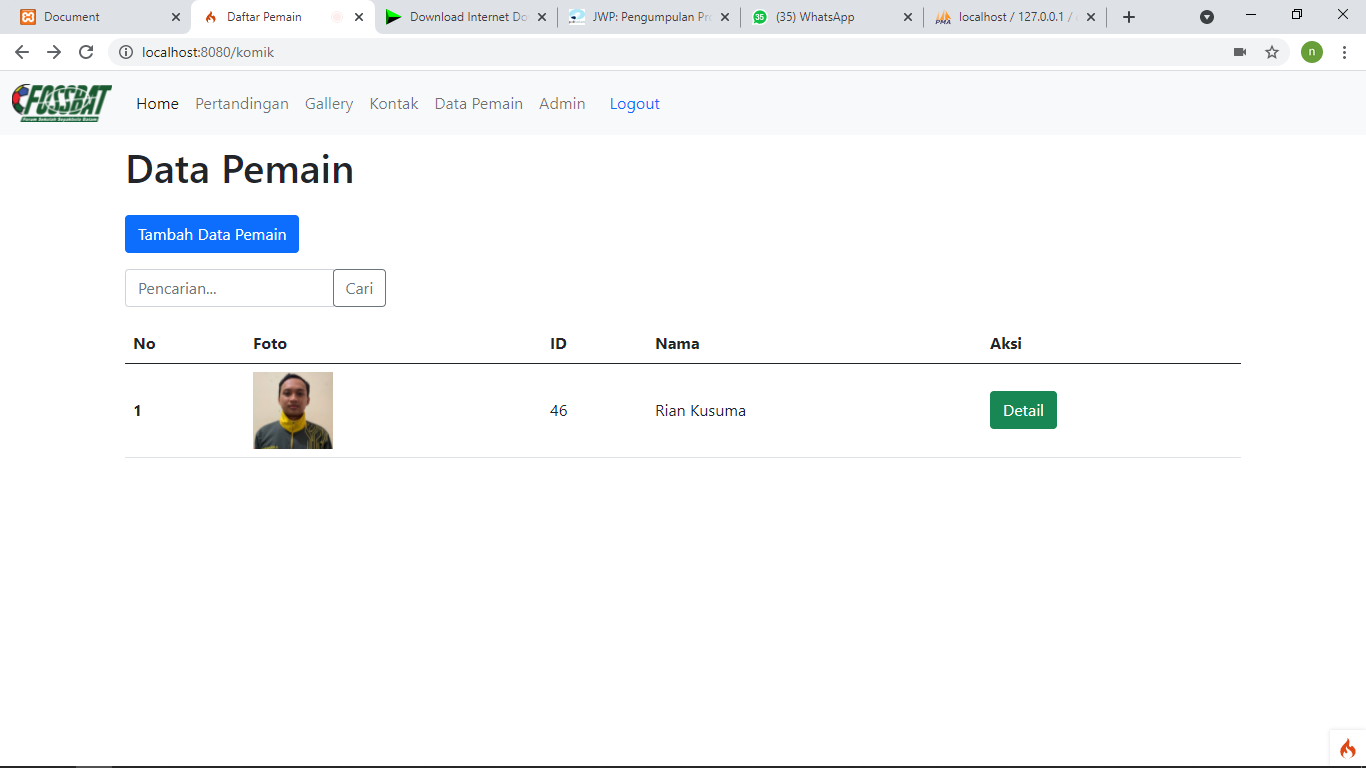 Document
Daftar Pemain
Download Internet Do
JWP: Pengumpulan Pr
35
(35) WhatsApp
PMA
localhost / 127.0.0.1 /
localhost:8080/komik
n
FOSSBAT
Forum Sekolah Sepakbola Batam
Home Pertandingan Gallery Kontak Data Pemain Admin Logout
Data Pemain
Tambah Data Pemain
Pencarian... Cari
No Foto ID Nama Aksi
1 46 Rian Kusuma Detail